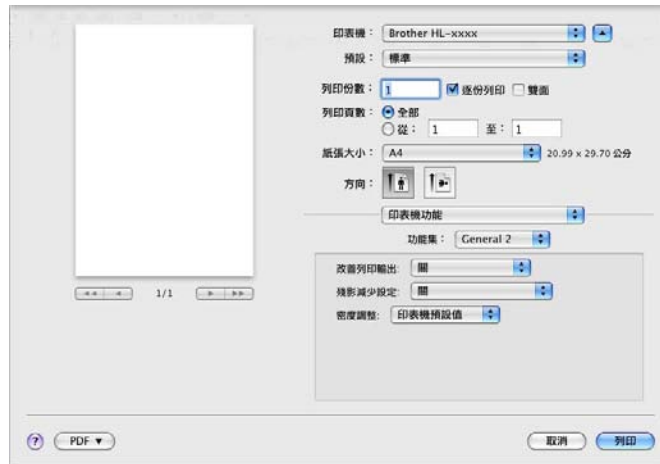 印表機： Brother HL-xxxx
預設： 標準
列印份數： 1 逐份列印 雙面
列印頁數： 全部
從： 1 至： 1
紙張大小： A4 20.99 x 29.70 公分
方向：
印表機功能
功能集： General 2
改善列印輸出: 關
殘影減少設定: 關
密度調整: 印表機預設值
1/1
? PDF ▼ 取消 列印